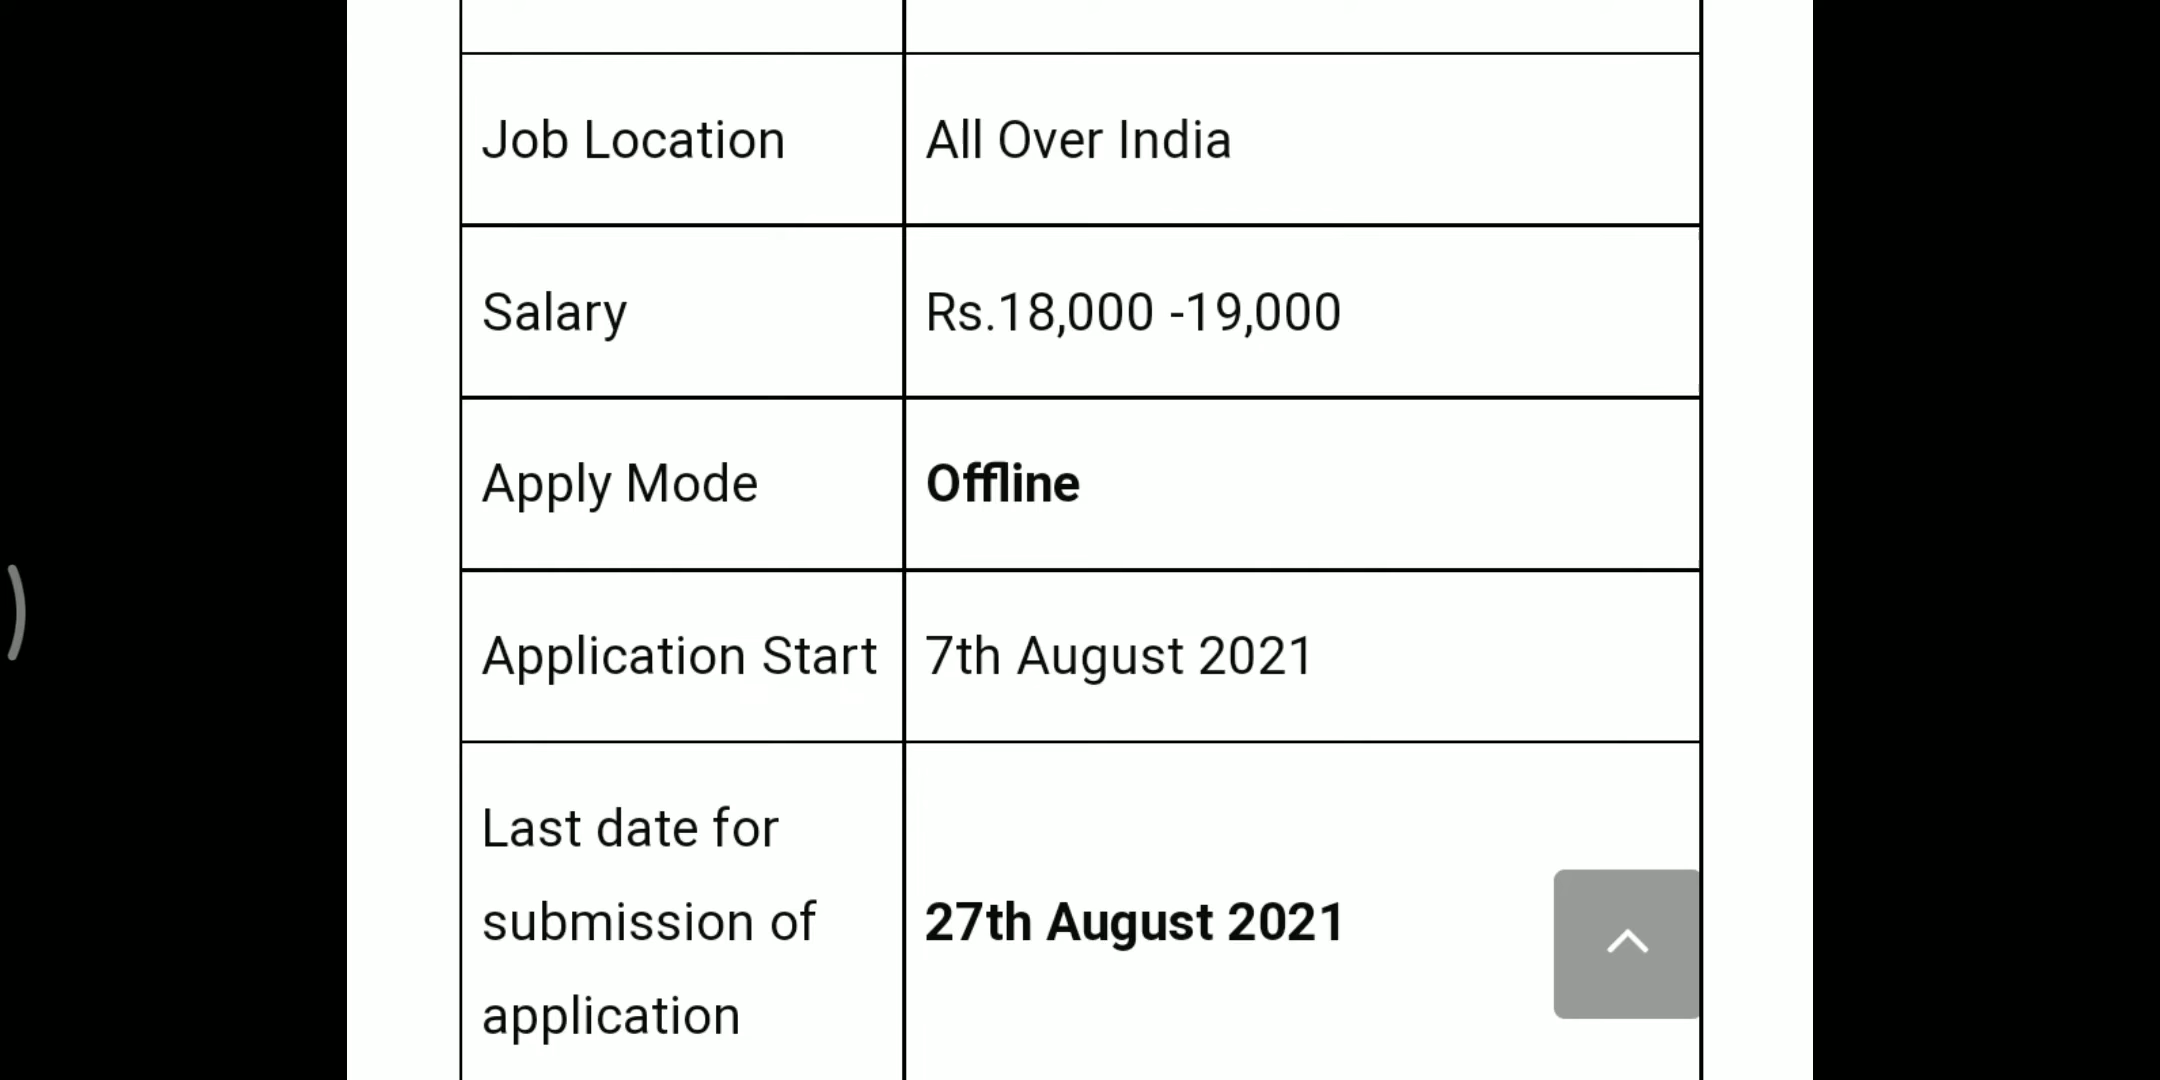 Job Location All Over India
Salary Rs.18,000 -19,000
Apply Mode Offline
Application Start 7th August 2021
Last date for
submission of 27th August 2021
application